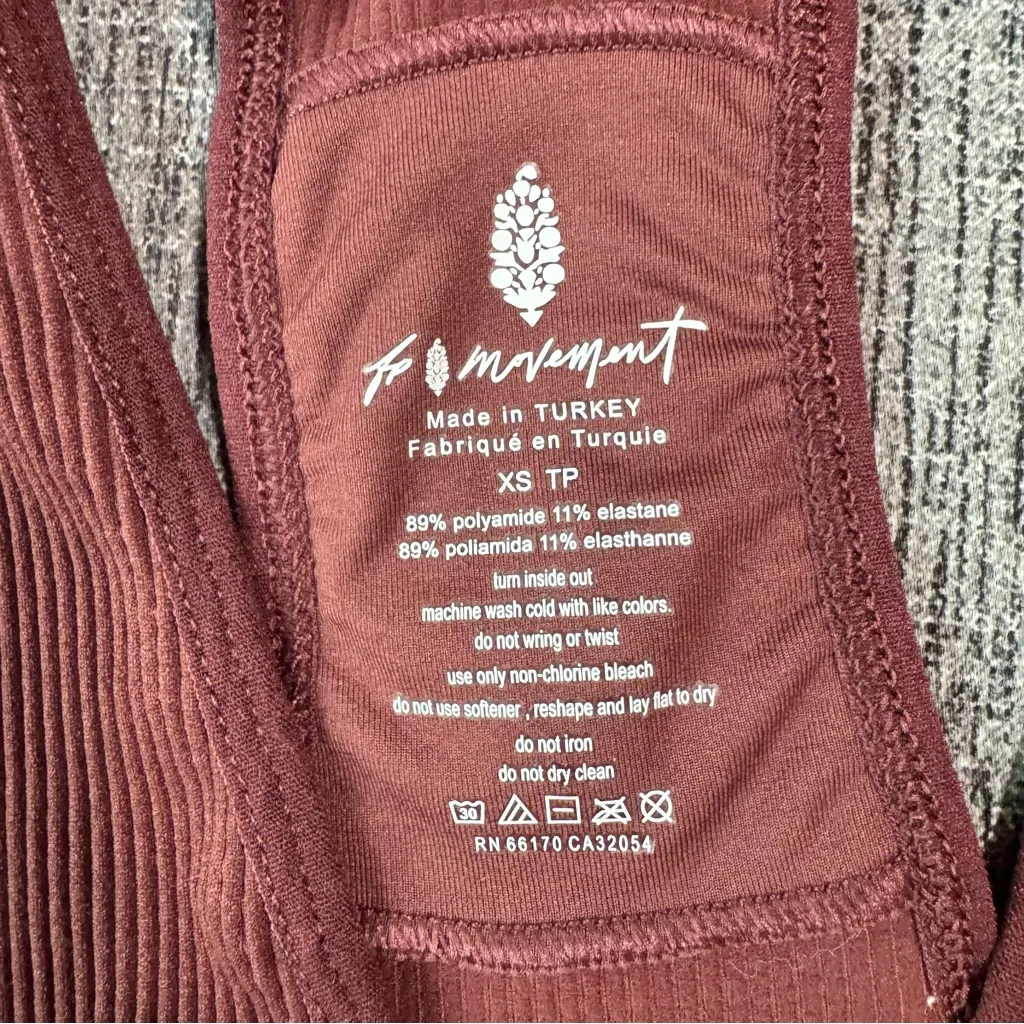 fp movement
Made in TURKEY
Fabriqué en Turquie
XS TP
89% polyamide 11% elastane
89% poliamida 11% elasthanne
turn inside out
machine wash cold with like colors.
do not wring or twist
use only non-chlorine bleach
do not use softener , reshape and lay flat to dry
do not iron
do not dry clean
30
RN 66170 CA32054